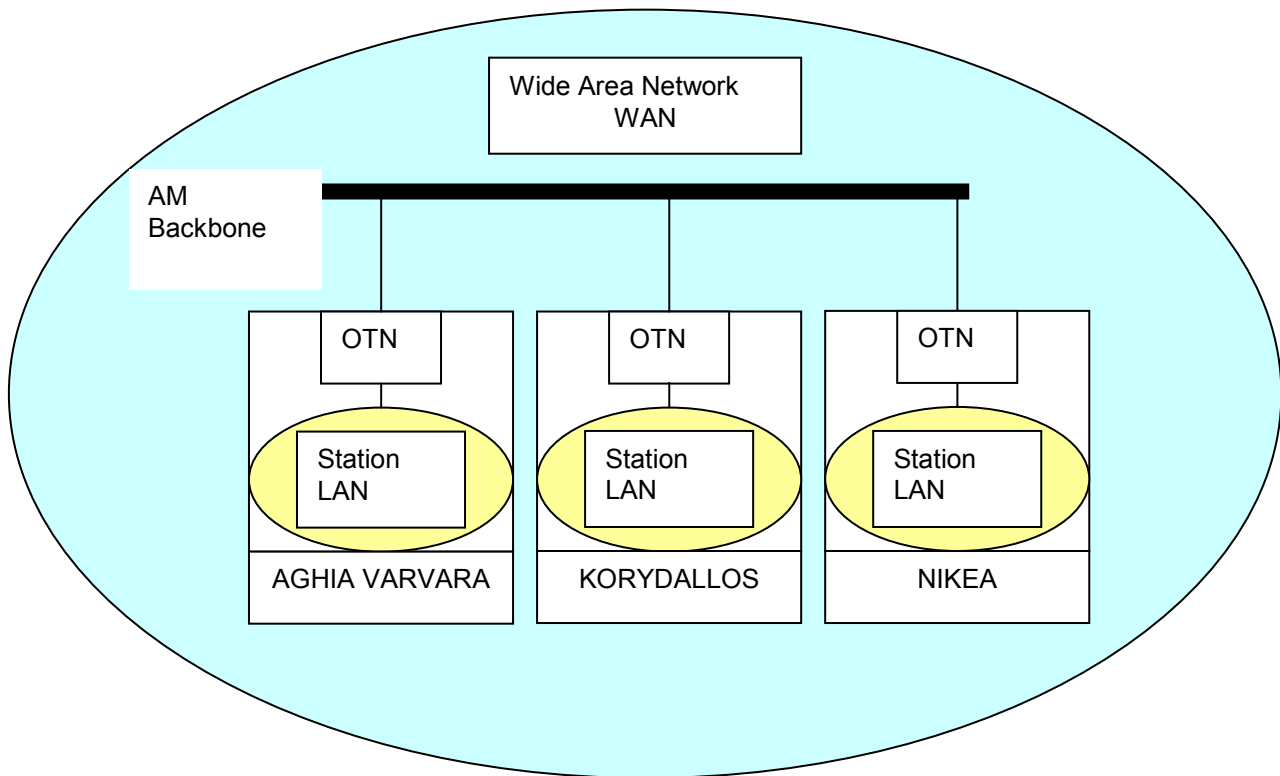 Wide Area Network
WAN
AM
Backbone
OTN
OTN
OTN
Station
LAN
Station
LAN
Station
LAN
AGHIA VARVARA
KORYDALLOS
NIKEA